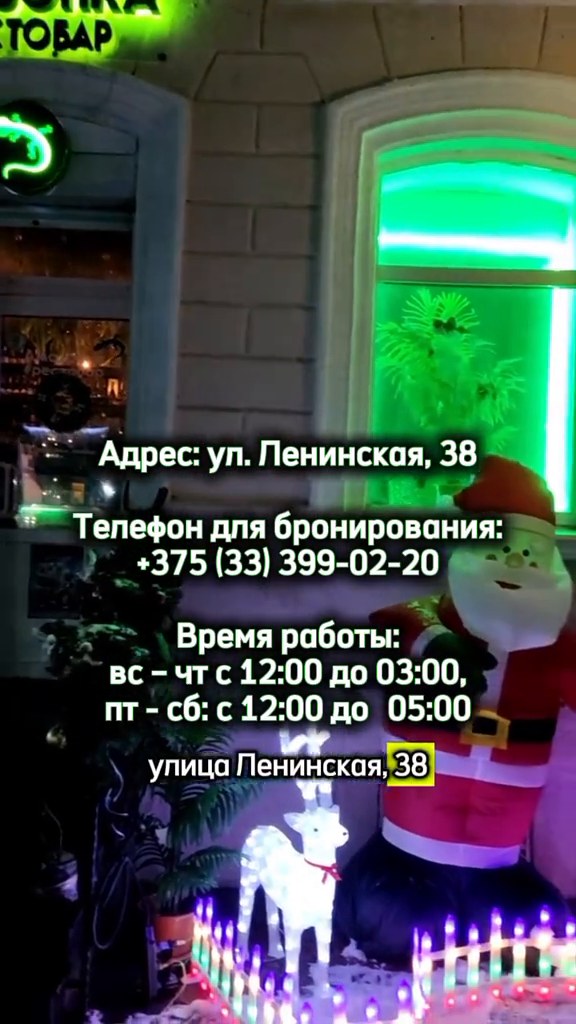 СТОБАР
Адрес: ул. Ленинская, 38
Телефон для бронирования:
+375 (33) 399-02-20
Время работы:
вс – чт с 12:00 до 03:00,
пт - сб: с 12:00 до 05:00
улица Ленинская, 38